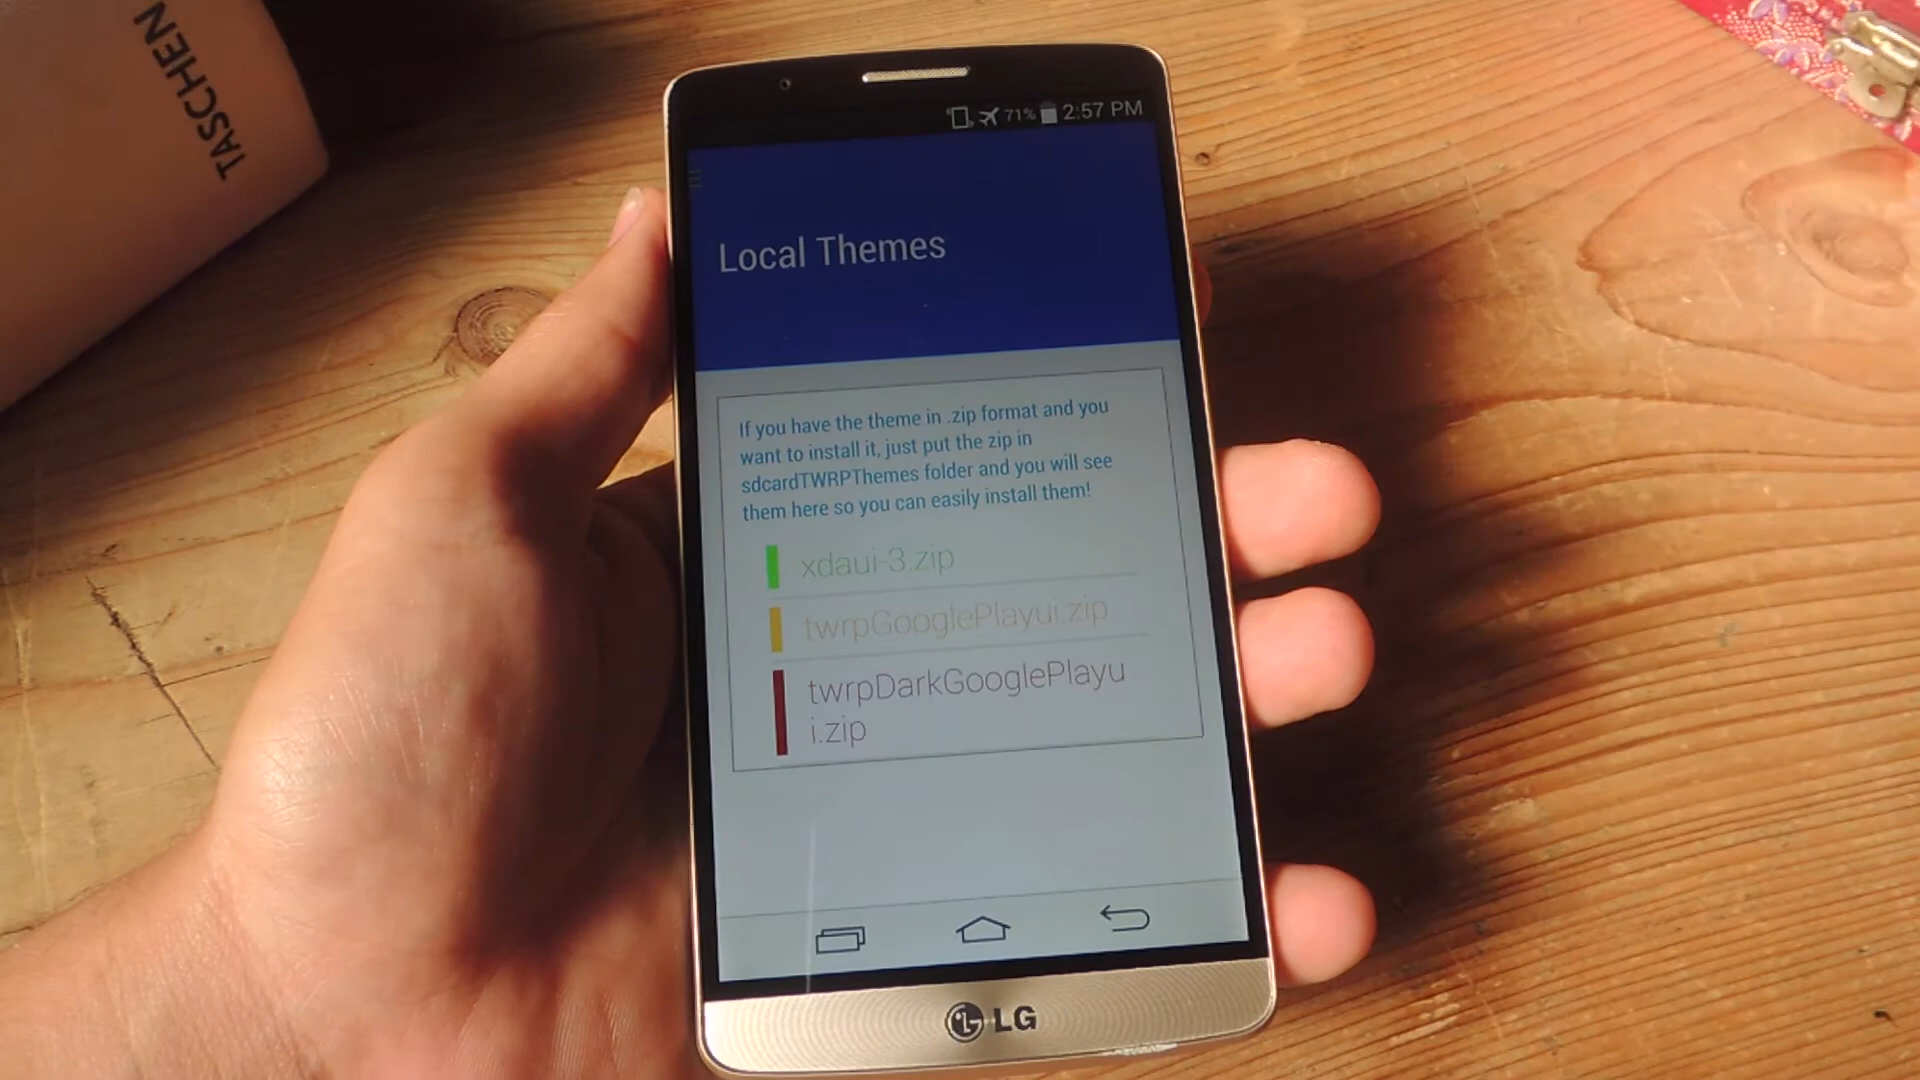 TASCHEN
71% 2:57 PM
Local Themes
If you have the theme in .zip format and you
want to install it, just put the zip in
sdcardTWRPThemes folder and you will see
them here so you can easily install them!
xdaui-3.zip
twrpGooglePlayui.zip
twrpDarkGooglePlayu
i.zip
LG